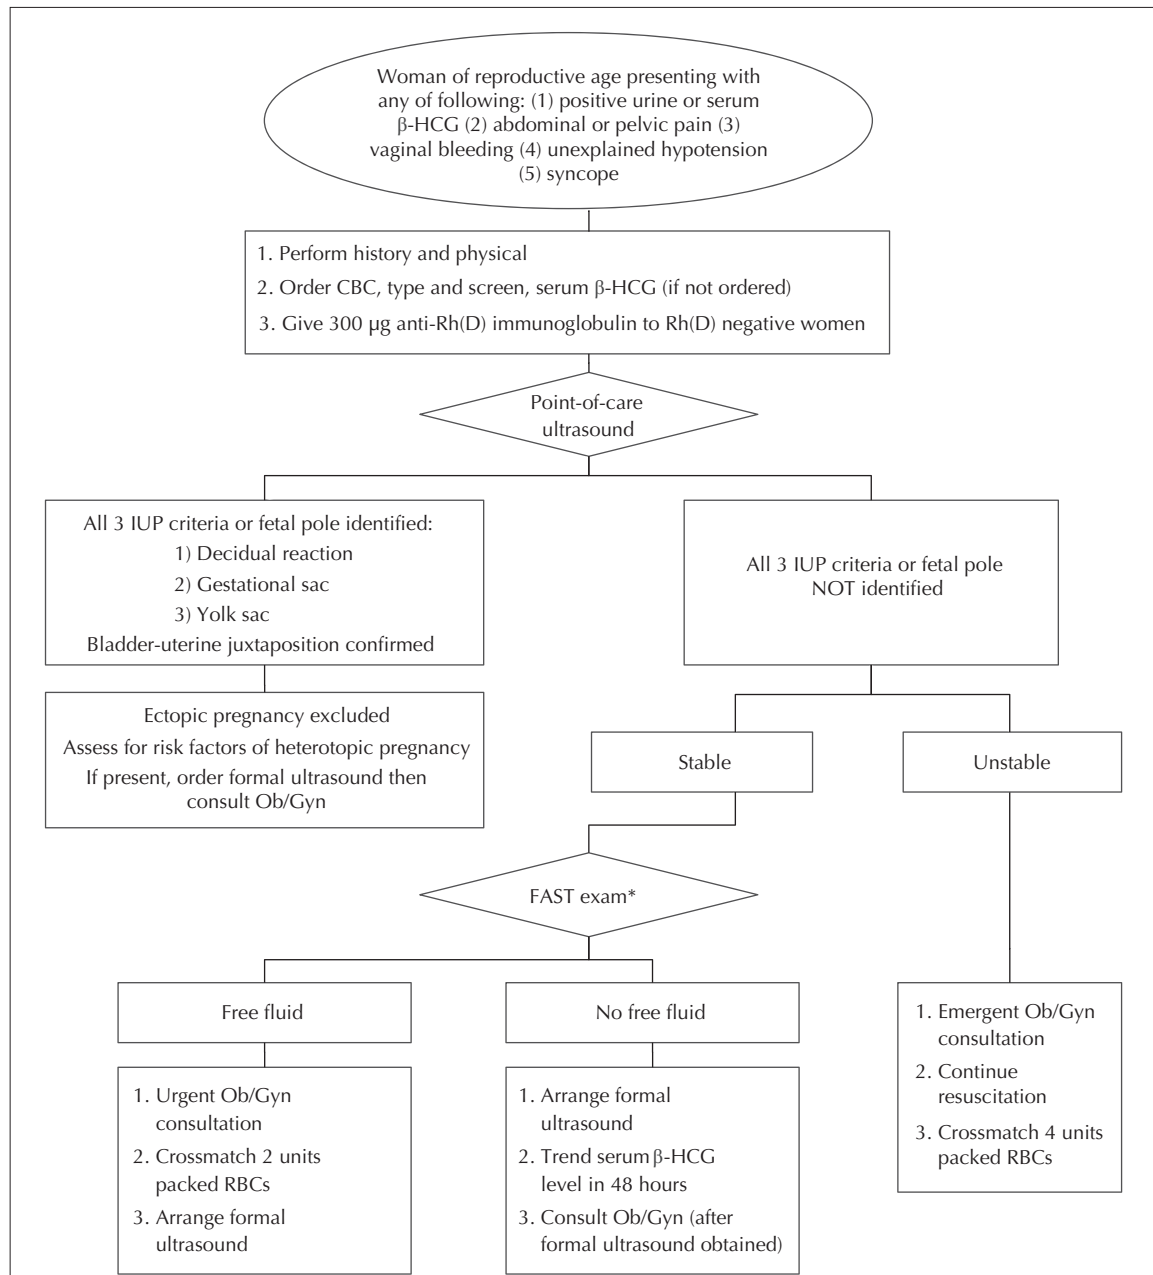 Woman of reproductive age presenting with
any of following: (1) positive urine or serum
β-HCG (2) abdominal or pelvic pain (3)
vaginal bleeding (4) unexplained hypotension
(5) syncope
1. Perform history and physical
2. Order CBC, type and screen, serum β-HCG (if not ordered)
3. Give 300 µg anti-Rh(D) immunoglobulin to Rh(D) negative women
Point-of-care
ultrasound
All 3 IUP criteria or fetal pole identified:
1) Decidual reaction
2) Gestational sac
3) Yolk sac
Bladder-uterine juxtaposition confirmed
All 3 IUP criteria or fetal pole
NOT identified
Ectopic pregnancy excluded
Assess for risk factors of heterotopic pregnancy
If present, order formal ultrasound then
consult Ob/Gyn
Stable
Unstable
FAST exam*
Free fluid
No free fluid
1. Urgent Ob/Gyn
consultation
2. Crossmatch 2 units
packed RBCs
3. Arrange formal
ultrasound
1. Arrange formal
ultrasound
2. Trend serum β-HCG
level in 48 hours
3. Consult Ob/Gyn (after
formal ultrasound obtained)
1. Emergent Ob/Gyn
consultation
2. Continue
resuscitation
3. Crossmatch 4 units
packed RBCs